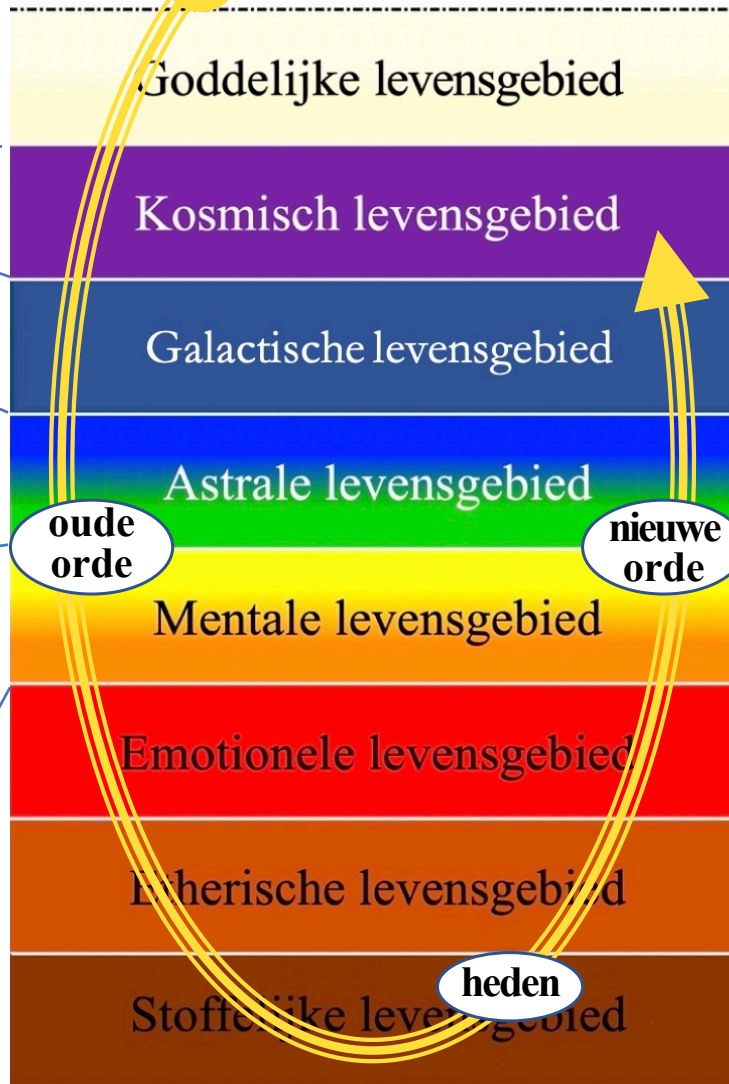 Goddelijke levensgebied
Kosmisch levensgebied
Galactische levensgebied
Astrale levensgebied
oude
orde
nieuwe
orde
Mentale levensgebied
Emotionele levensgebied
Etherische levensgebied
heden
Stoffelijke levensgebied